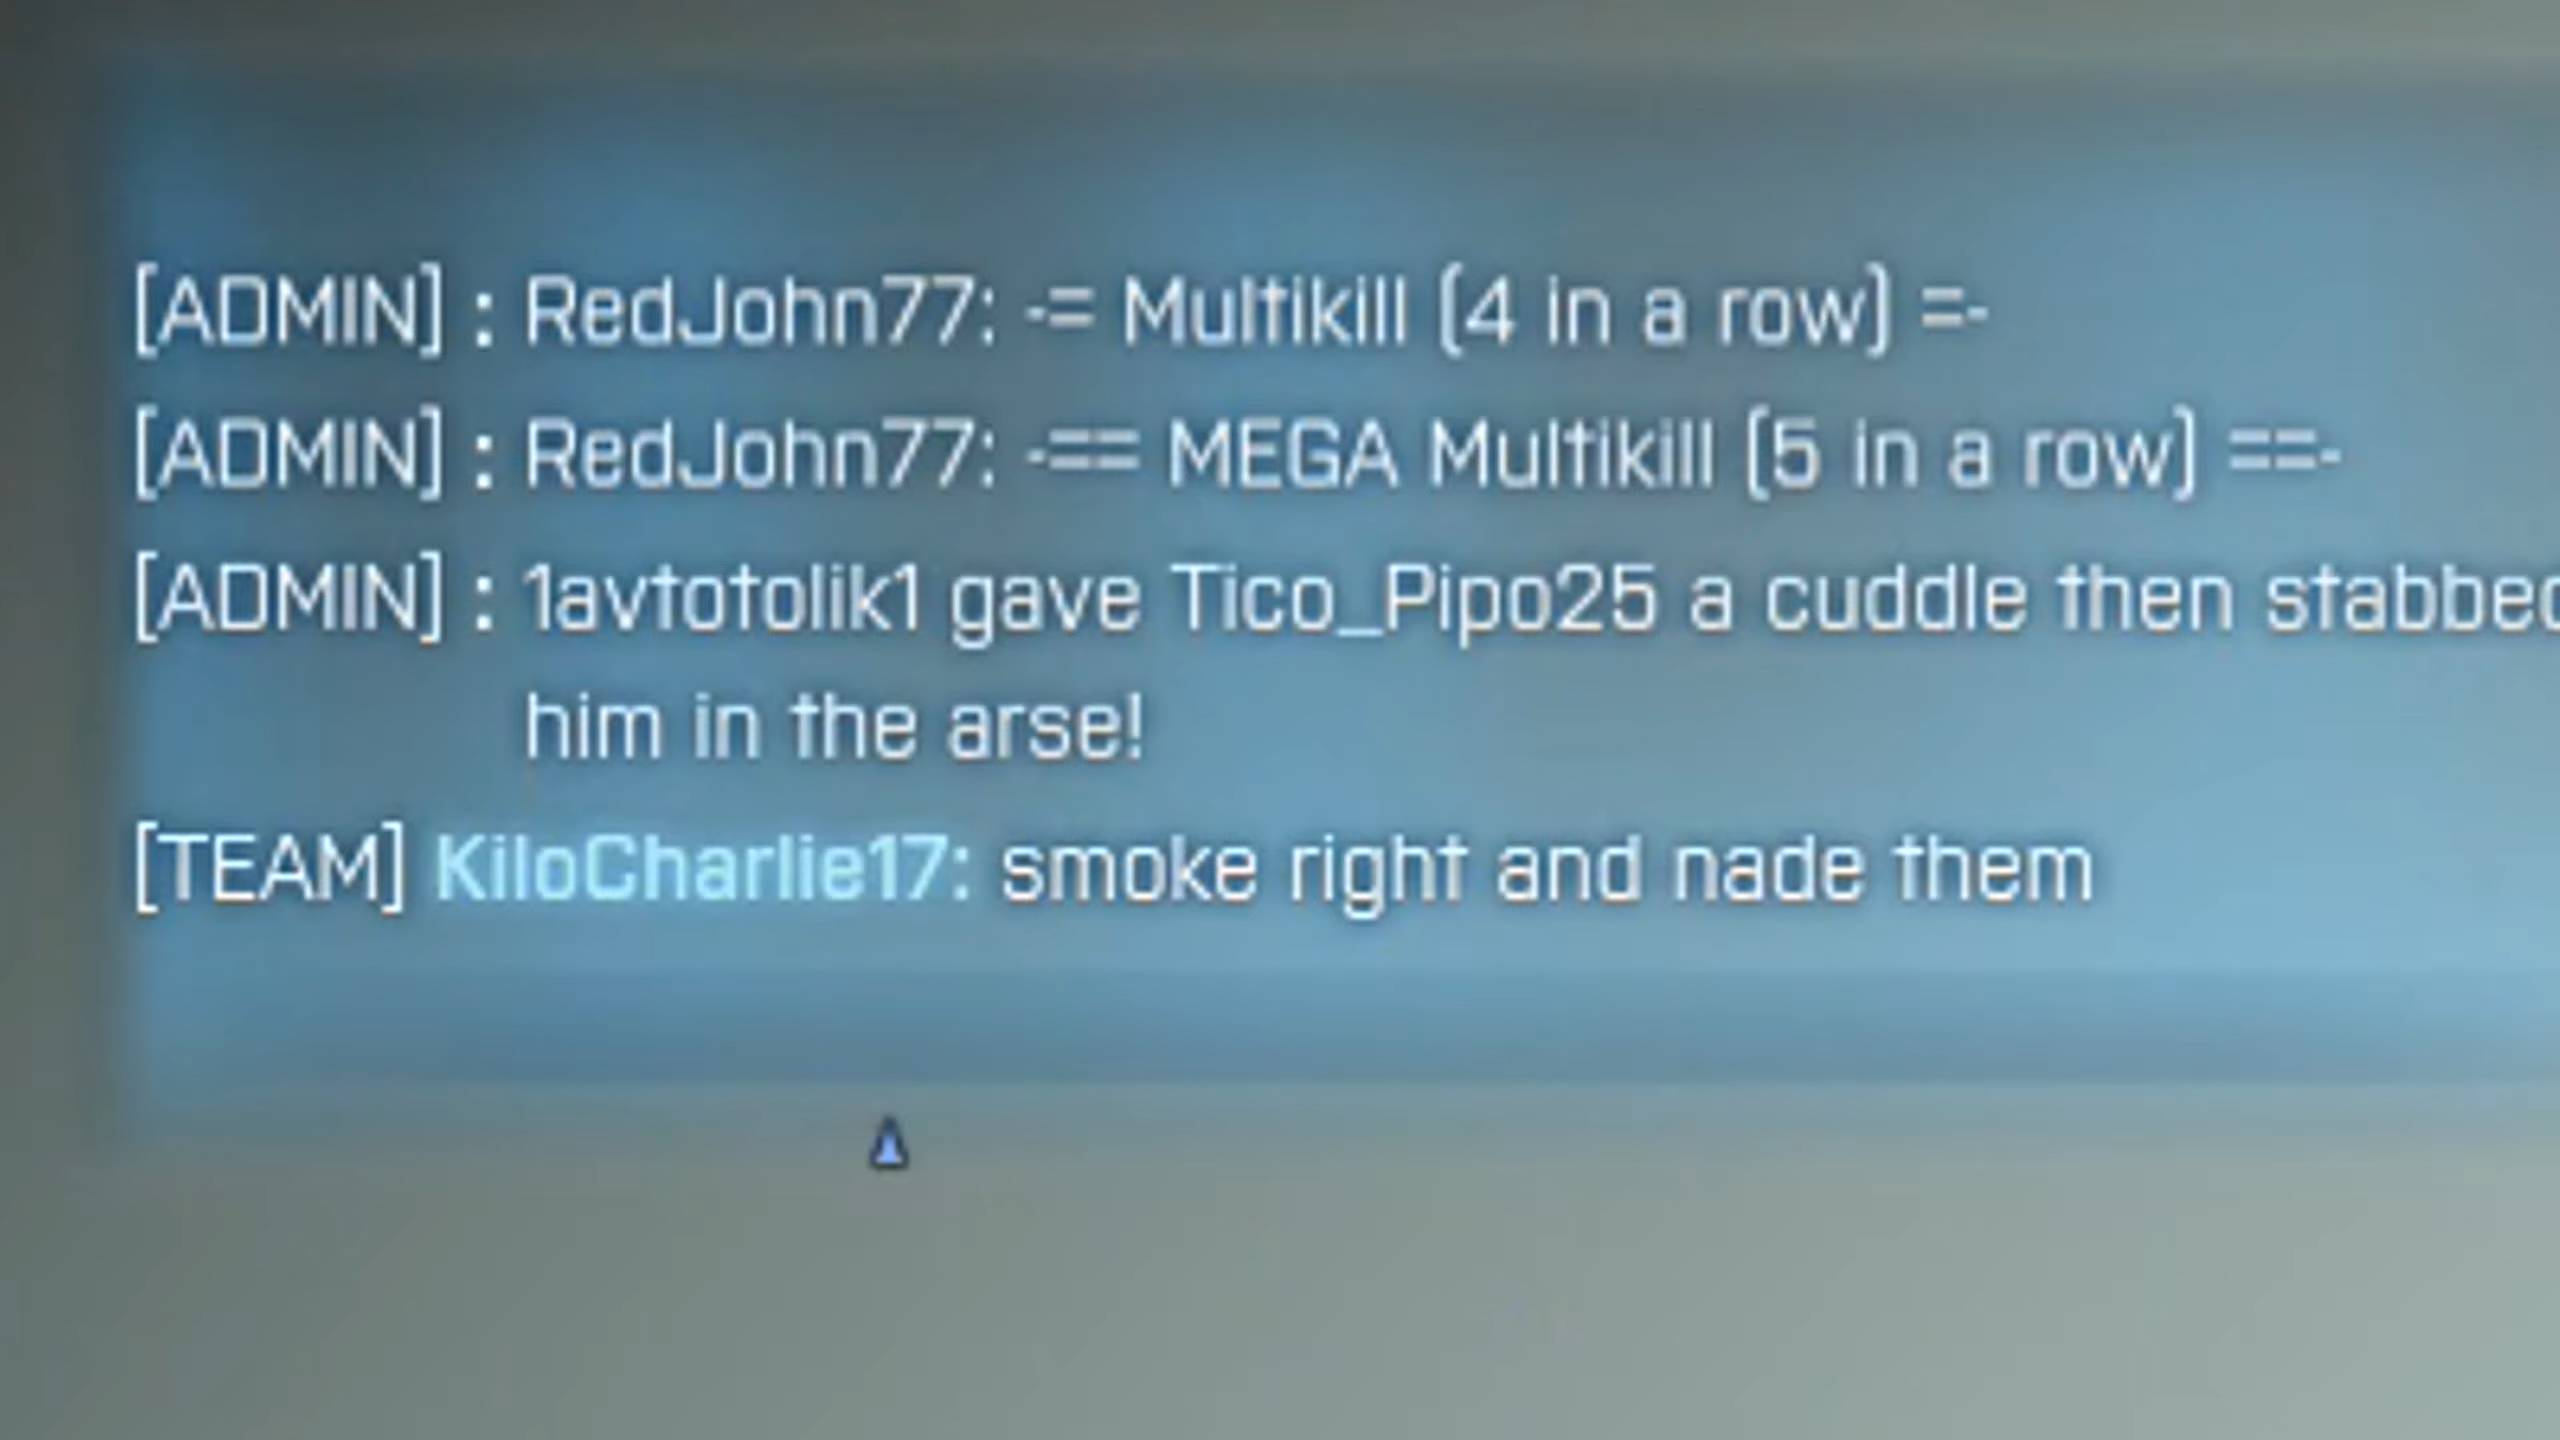 [ADMIN] : RedJohn77: -= Multikill (4 in a row) =-
[ADMIN] : RedJohn77: -== MEGA Multikill (5 in a row) ==-
[ADMIN] : 1avtotolik1 gave Tico_Pipo25 a cuddle then stabbed
him in the arse!
[TEAM] KiloCharlie17: smoke right and nade them